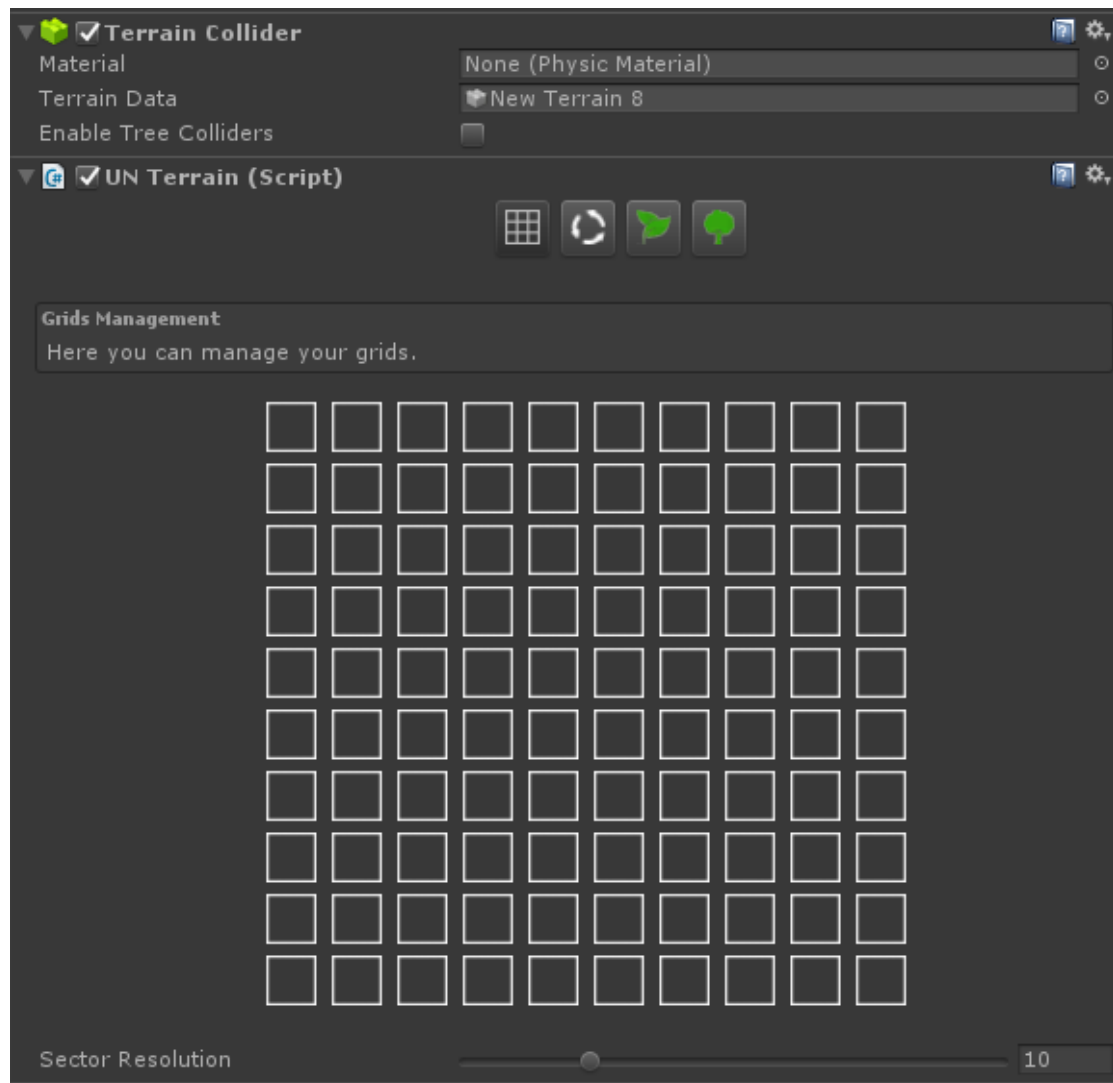 Terrain Collider
Material None (Physic Material)
Terrain Data New Terrain 8
Enable Tree Colliders
UN Terrain (Script)
Grids Management
Here you can manage your grids.
Sector Resolution 10